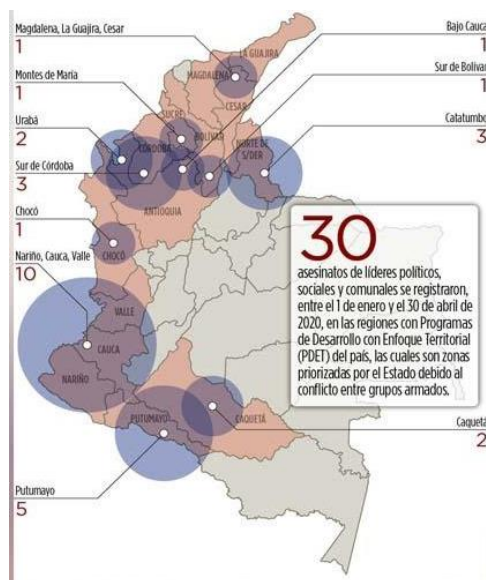 Magdalena, La Guajira, Cesar
1
Montes de María
1
Urabá
2
Sur de Córdoba
3
Chocó
1
Nariño, Cauca, Valle
10
Putumayo
5
Bajo Cauca
1
Sur de Bolívar
1
Catatumbo
3
Caquetá
2
LA GUAJIRA
MAGDALENA
CESAR
SUCRE
BOLÍVAR
CÓRDOBA
NORTE DE
S/DER
ANTIOQUIA
CHOCÓ
VALLE
CAUCA
NARIÑO
PUTUMAYO
CAQUETÁ
30
asesinatos de líderes políticos,
sociales y comunales se registraron,
entre el 1 de enero y el 30 de abril de
2020, en las regiones con Programas
de Desarrollo con Enfoque Territorial
(PDET) del país, las cuales son zonas
priorizadas por el Estado debido al
conflicto entre grupos armados.